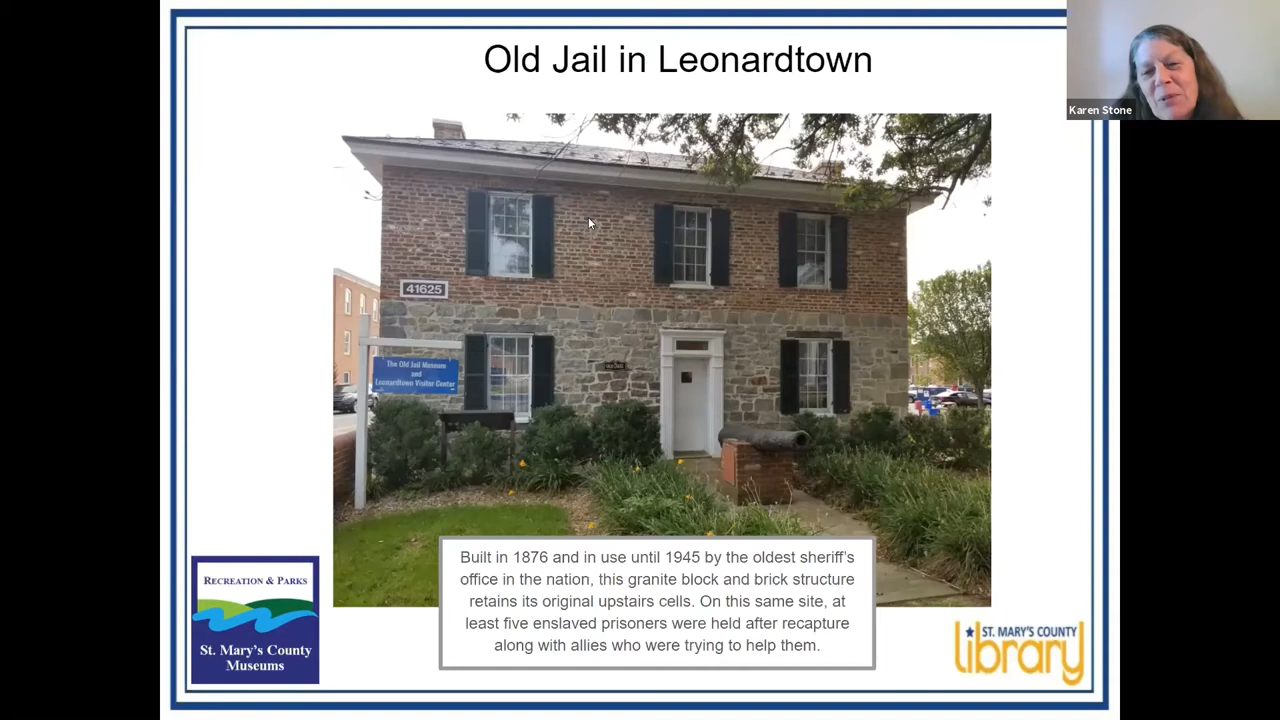 Old Jail in Leonardtown
Karen Stone
41625
The Old Jail Museum
and
Leonardtown Visitor Center
Built in 1876 and in use until 1945 by the oldest sheriff's
office in the nation, this granite block and brick structure
retains its original upstairs cells. On this same site, at
least five enslaved prisoners were held after recapture
along with allies who were trying to help them.
RECREATION & PARKS
St. Mary's County
Museums
ST. MARY'S COUNTY
library